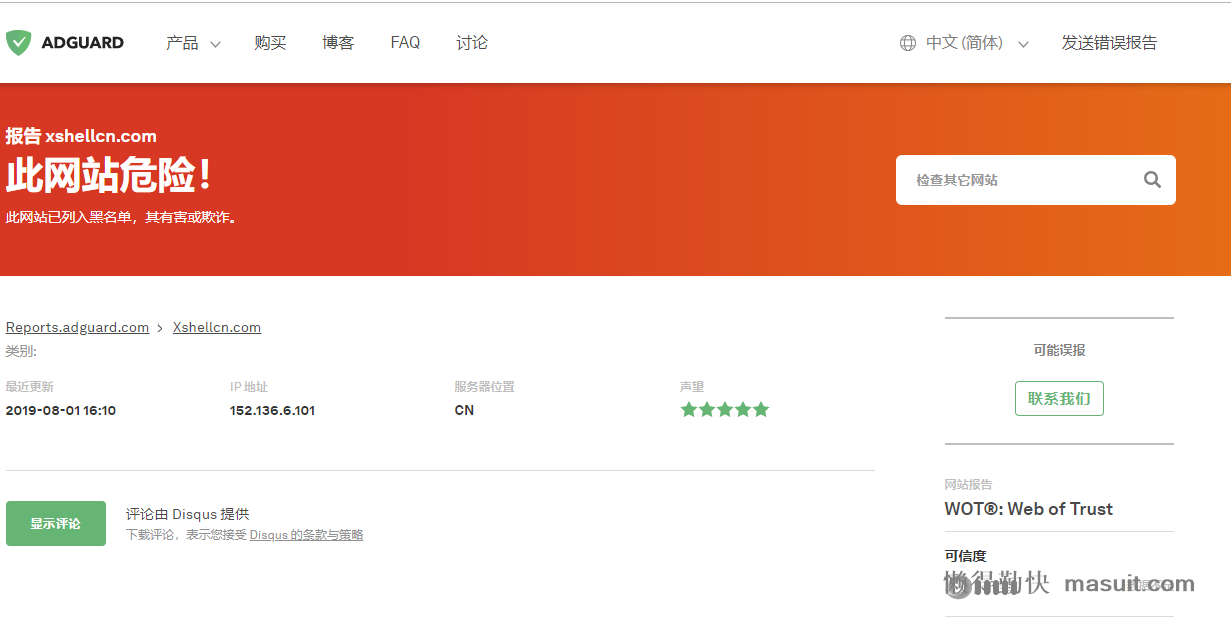 ADGUARD 产品 购买 博客 FAQ 讨论 中文 (简体) 发送错误报告
报告 xshellcn.com
此网站危险！
此网站已列入黑名单，其有害或欺诈。
检查其它网站
Reports.adguard.com > Xshellcn.com
类别:
最近更新 IP 地址 服务器位置 声望
2019-08-01 16:10 152.136.6.101 CN
可能误报
联系我们
显示评论
评论由 Disqus 提供
下载评论，表示您接受 Disqus 的条款与策略
网站报告
WOT®: Web of Trust
可信度
懒得勤快 masuit.com